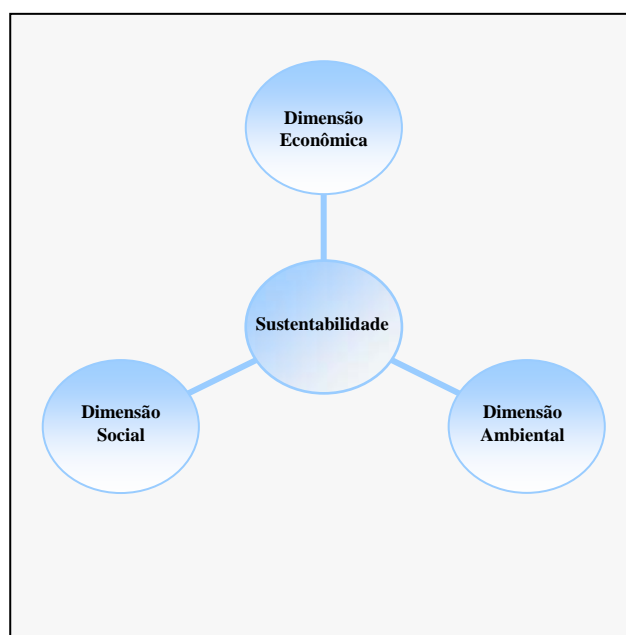 Dimensão
Econômica
Sustentabilidade
Dimensão
Social
Dimensão
Ambiental